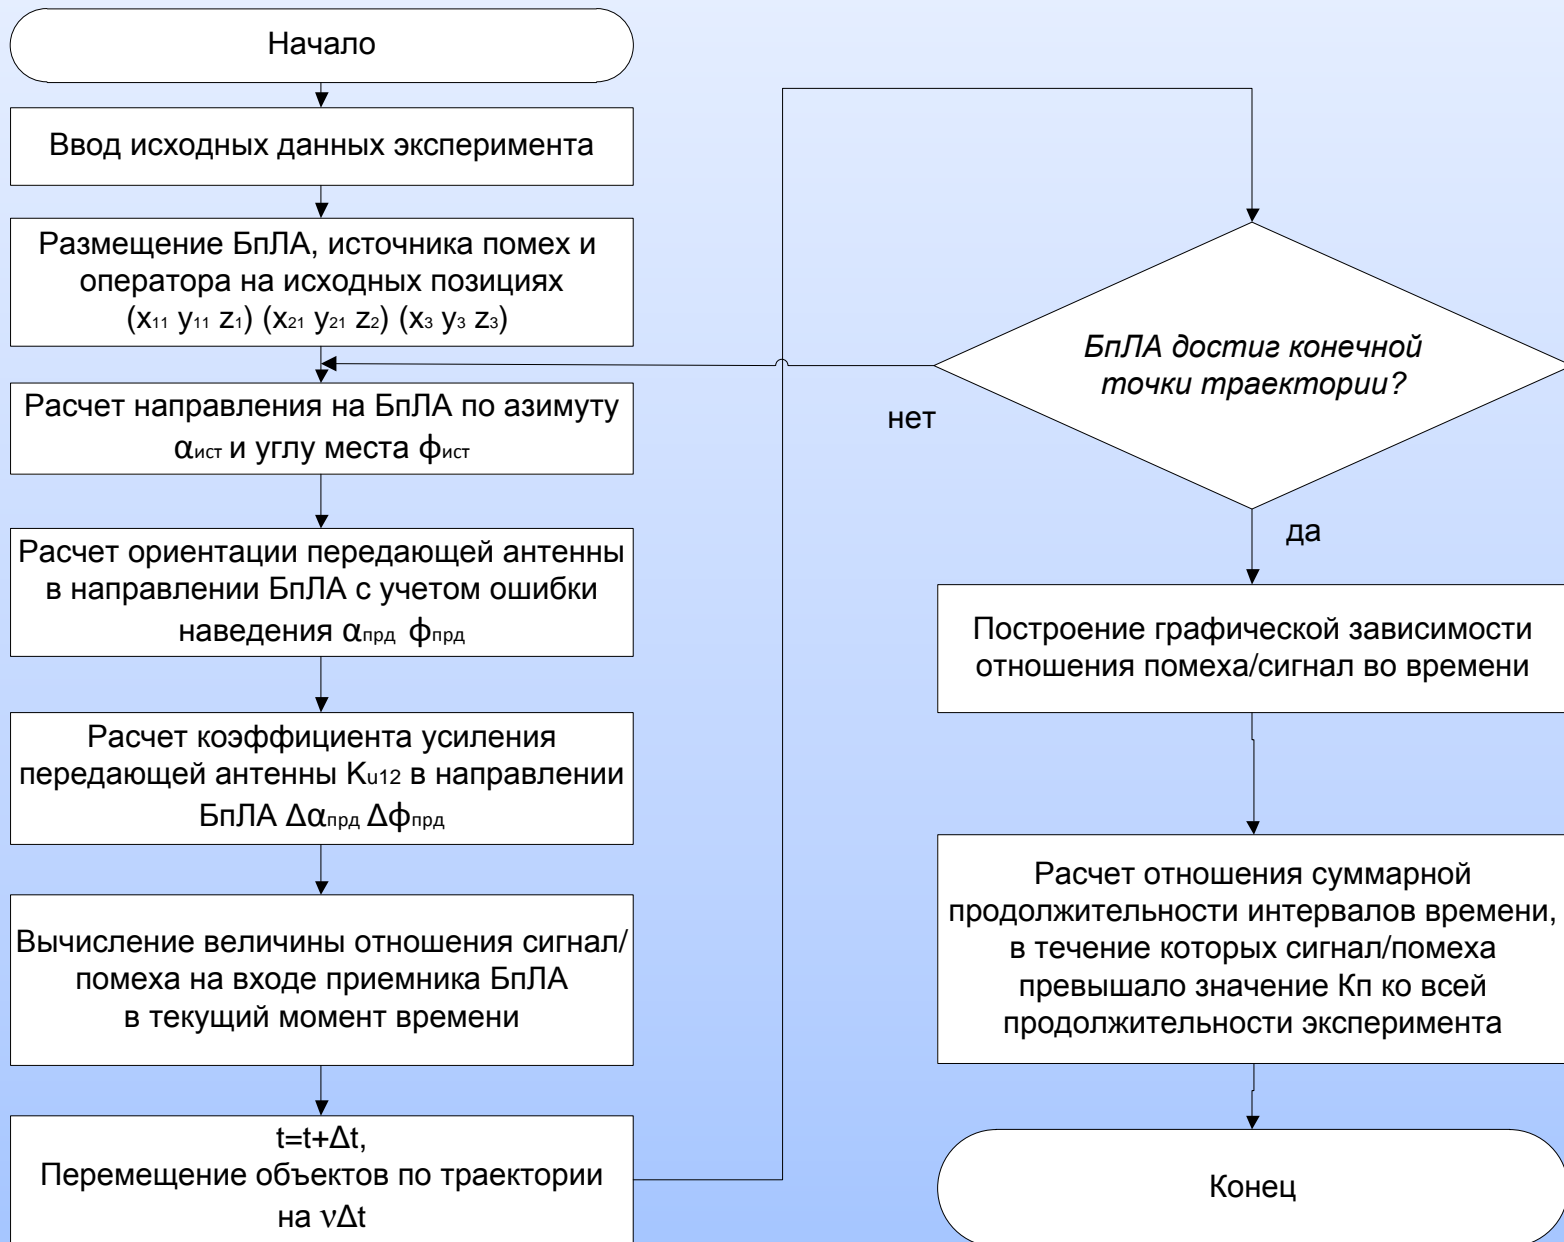 Начало
Ввод исходных данных эксперимента
Размещение БпЛА, источника помех и
оператора на исходных позициях
(x₁₁ y₁₁ z₁) (x₂₁ y₂₁ z₂) (x₃ y₃ z₃)
Расчет направления на БпЛА по азимуту
αист и углу места ϕист
Расчет ориентации передающей антенны
в направлении БпЛА с учетом ошибки
наведения αпрд ϕпрд
Расчет коэффициента усиления
передающей антенны Ku12 в направлении
БпЛА Δαпрд Δϕпрд
Вычисление величины отношения сигнал/
помеха на входе приемника БпЛА
в текущий момент времени
t=t+Δt,
Перемещение объектов по траектории
на νΔt
БпЛА достиг конечной
точки траектории?
нет
да
Построение графической зависимости
отношения помеха/сигнал во времени
Расчет отношения суммарной
продолжительности интервалов времени,
в течение которых сигнал/помеха
превышало значение Кп ко всей
продолжительности эксперимента
Конец